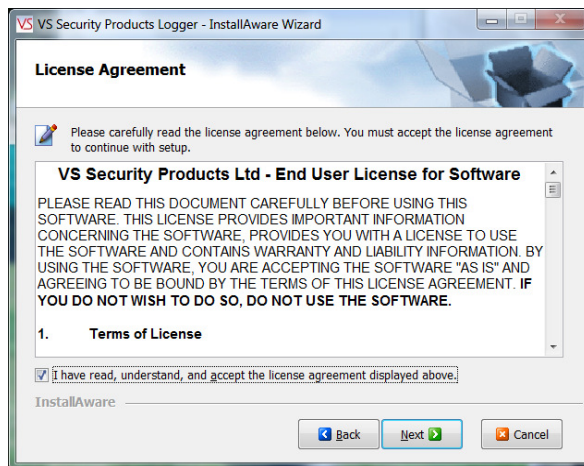 VS VS Security Products Logger - InstallAware Wizard
License Agreement
Please carefully read the license agreement below. You must accept the license agreement
to continue with setup.
VS Security Products Ltd - End User License for Software
PLEASE READ THIS DOCUMENT CAREFULLY BEFORE USING THIS
SOFTWARE. THIS LICENSE PROVIDES IMPORTANT INFORMATION
CONCERNING THE SOFTWARE, PROVIDES YOU WITH A LICENSE TO USE
THE SOFTWARE AND CONTAINS WARRANTY AND LIABILITY INFORMATION. BY
USING THE SOFTWARE, YOU ARE ACCEPTING THE SOFTWARE "AS IS" AND
AGREEING TO BE BOUND BY THE TERMS OF THIS LICENSE AGREEMENT. IF
YOU DO NOT WISH TO DO SO, DO NOT USE THE SOFTWARE.
1. Terms of License
I have read, understand, and accept the license agreement displayed above.
InstallAware
Back Next Cancel